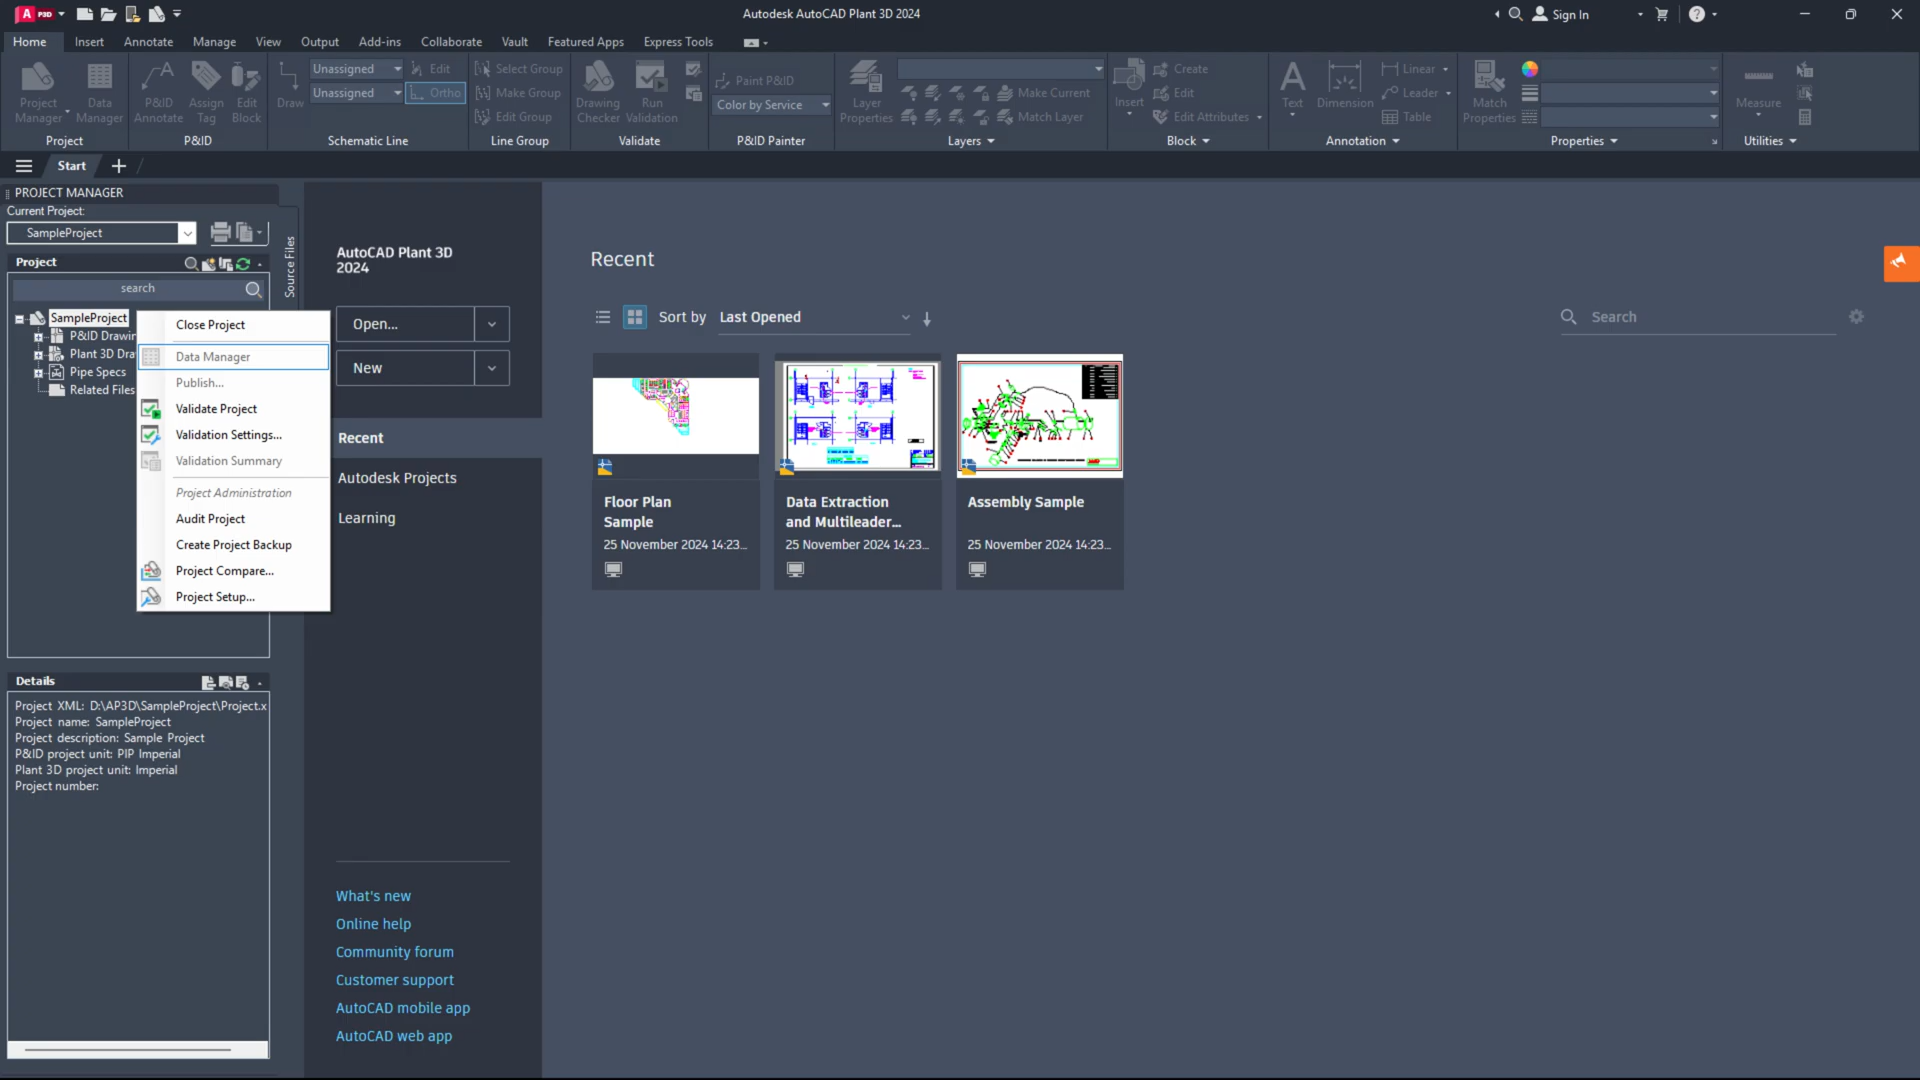 A P3D
Autodesk AutoCAD Plant 3D 2024
Sign In
Home
Insert
Annotate
Manage
View
Output
Add-ins
Collaborate
Vault
Featured Apps
Express Tools
Project
Manager
Data
Manager
Project
P&ID
Annotate
Assign
Tag
Edit
Block
P&ID
Draw
Unassigned
Unassigned
Edit
Ortho
Schematic Line
Select Group
Make Group
Edit Group
Line Group
Drawing
Checker
Run
Validation
Validate
Paint P&ID
Color by Service
P&ID Painter
Layer
Properties
Make Current
Match Layer
Layers
Insert
Create
Edit
Edit Attributes
Block
Text
Dimension
Linear
Leader
Table
Annotation
Match
Properties
Properties
Measure
Utilities
Start
PROJECT MANAGER
Current Project:
SampleProject
Source Files
Project
search
SampleProject
P&ID Drawin
Plant 3D Dra
Pipe Specs
Related Files
Close Project
Data Manager
Publish...
Validate Project
Validation Settings...
Validation Summary
Project Administration
Audit Project
Create Project Backup
Project Compare...
Project Setup...
Details
Project XML: D:\AP3D\SampleProject\Project.x
Project name: SampleProject
Project description: Sample Project
P&ID project unit: PIP Imperial
Plant 3D project unit: Imperial
Project number:
AutoCAD Plant 3D
2024
Open...
New
Recent
Autodesk Projects
Learning
What's new
Online help
Community forum
Customer support
AutoCAD mobile app
AutoCAD web app
Recent
Sort by
Last Opened
Search
Floor Plan
Sample
25 November 2024 14:23...
Data Extraction
and Multileader...
25 November 2024 14:23...
Assembly Sample
25 November 2024 14:23...